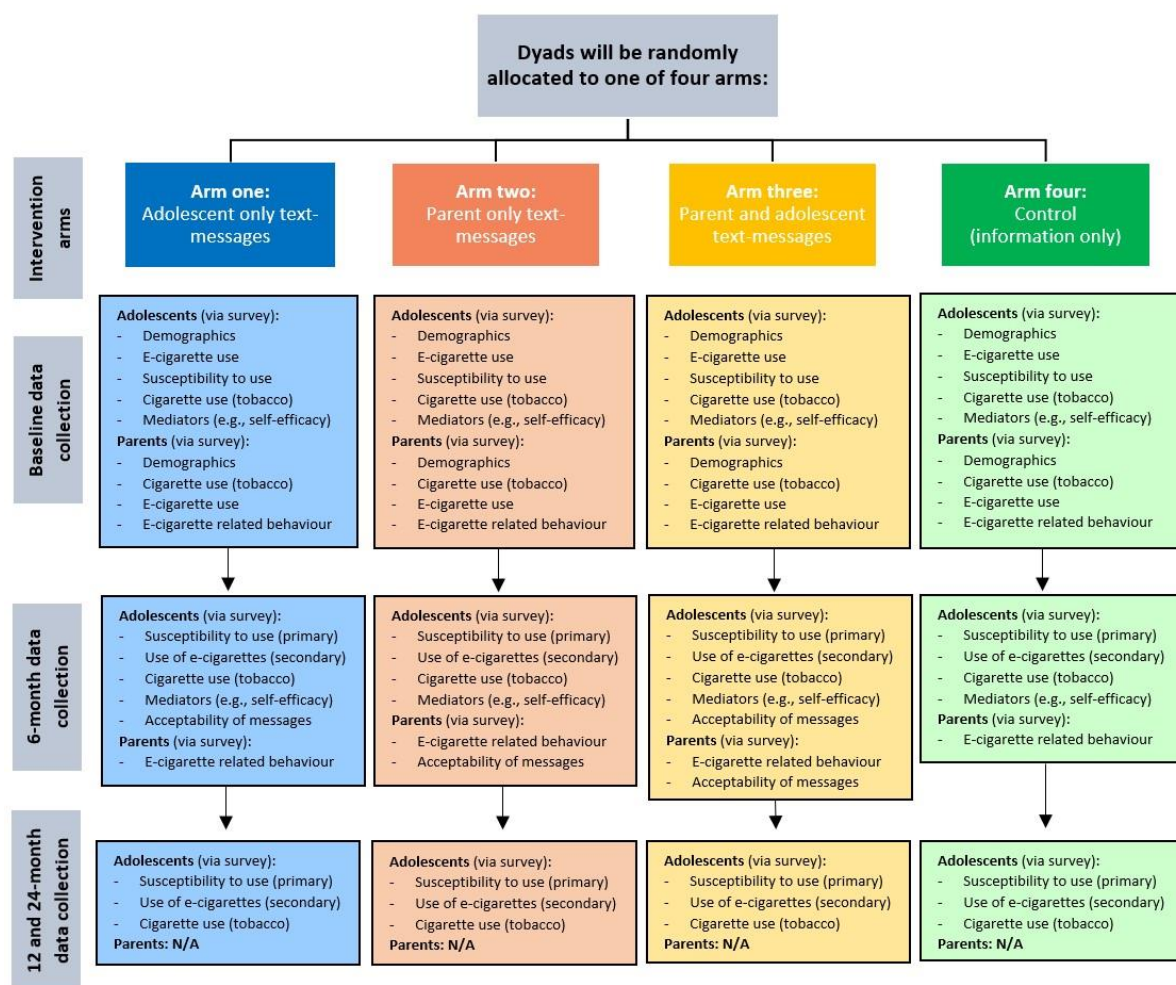 Dyads will be randomly
allocated to one of four arms:
Intervention
arms
Arm one:
Adolescent only text-
messages
Arm two:
Parent only text-
messages
Arm three:
Parent and adolescent
text-messages
Arm four:
Control
(information only)
Baseline data
collection
Adolescents (via survey):
- Demographics
- E-cigarette use
- Susceptibility to use
- Cigarette use (tobacco)
- Mediators (e.g., self-efficacy)
Parents (via survey):
- Demographics
- Cigarette use (tobacco)
- E-cigarette use
- E-cigarette related behaviour
Adolescents (via survey):
- Demographics
- E-cigarette use
- Susceptibility to use
- Cigarette use (tobacco)
- Mediators (e.g., self-efficacy)
Parents (via survey):
- Demographics
- Cigarette use (tobacco)
- E-cigarette use
- E-cigarette related behaviour
Adolescents (via survey):
- Demographics
- E-cigarette use
- Susceptibility to use
- Cigarette use (tobacco)
- Mediators (e.g., self-efficacy)
Parents (via survey):
- Demographics
- Cigarette use (tobacco)
- E-cigarette use
- E-cigarette related behaviour
Adolescents (via survey):
- Demographics
- E-cigarette use
- Susceptibility to use
- Cigarette use (tobacco)
- Mediators (e.g., self-efficacy)
Parents (via survey):
- Demographics
- Cigarette use (tobacco)
- E-cigarette use
- E-cigarette related behaviour
6-month data
collection
Adolescents (via survey):
- Susceptibility to use (primary)
- Use of e-cigarettes (secondary)
- Cigarette use (tobacco)
- Mediators (e.g., self-efficacy)
- Acceptability of messages
Parents (via survey):
- E-cigarette related behaviour
Adolescents (via survey):
- Susceptibility to use (primary)
- Use of e-cigarettes (secondary)
- Cigarette use (tobacco)
- Mediators (e.g., self-efficacy)
Parents (via survey):
- E-cigarette related behaviour
- Acceptability of messages
Adolescents (via survey):
- Susceptibility to use (primary)
- Use of e-cigarettes (secondary)
- Cigarette use (tobacco)
- Mediators (e.g., self-efficacy)
- Acceptability of messages
Parents (via survey):
- E-cigarette related behaviour
- Acceptability of messages
Adolescents (via survey):
- Susceptibility to use (primary)
- Use of e-cigarettes (secondary)
- Cigarette use (tobacco)
- Mediators (e.g., self-efficacy)
Parents (via survey):
- E-cigarette related behaviour
12 and 24-month
data collection
Adolescents (via survey):
- Susceptibility to use (primary)
- Use of e-cigarettes (secondary)
- Cigarette use (tobacco)
Parents: N/A
Adolescents (via survey):
- Susceptibility to use (primary)
- Use of e-cigarettes (secondary)
- Cigarette use (tobacco)
Parents: N/A
Adolescents (via survey):
- Susceptibility to use (primary)
- Use of e-cigarettes (secondary)
- Cigarette use (tobacco)
Parents: N/A
Adolescents (via survey):
- Susceptibility to use (primary)
- Use of e-cigarettes (secondary)
- Cigarette use (tobacco)
Parents: N/A